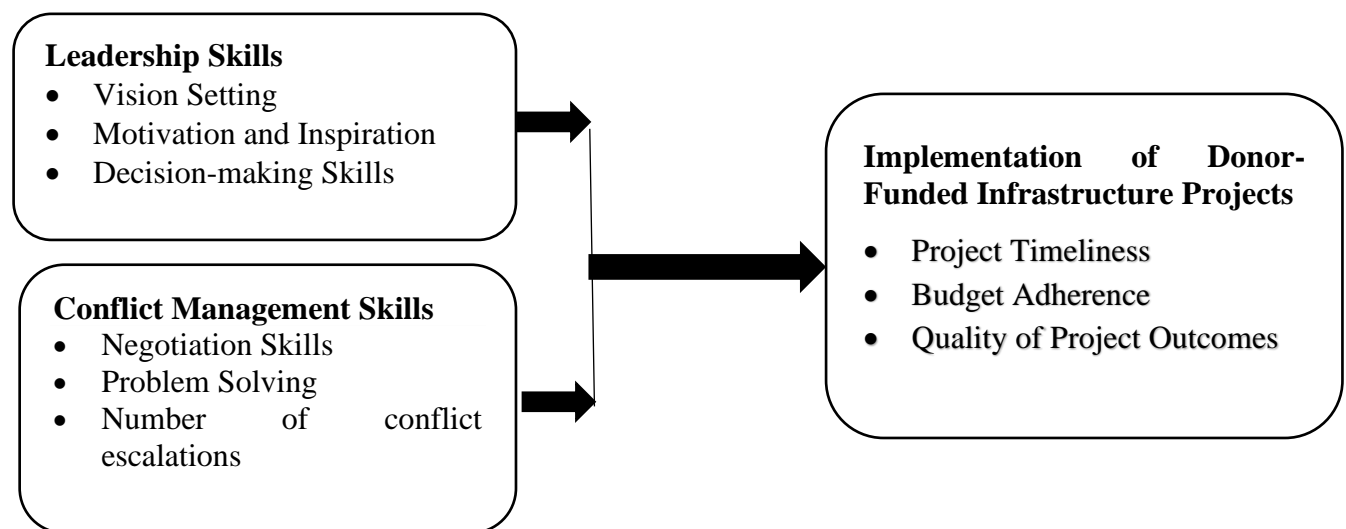 Leadership Skills
• Vision Setting
• Motivation and Inspiration
• Decision-making Skills
Conflict Management Skills
• Negotiation Skills
• Problem Solving
• Number of conflict
escalations
Implementation of Donor-
Funded Infrastructure Projects
• Project Timeliness
• Budget Adherence
• Quality of Project Outcomes